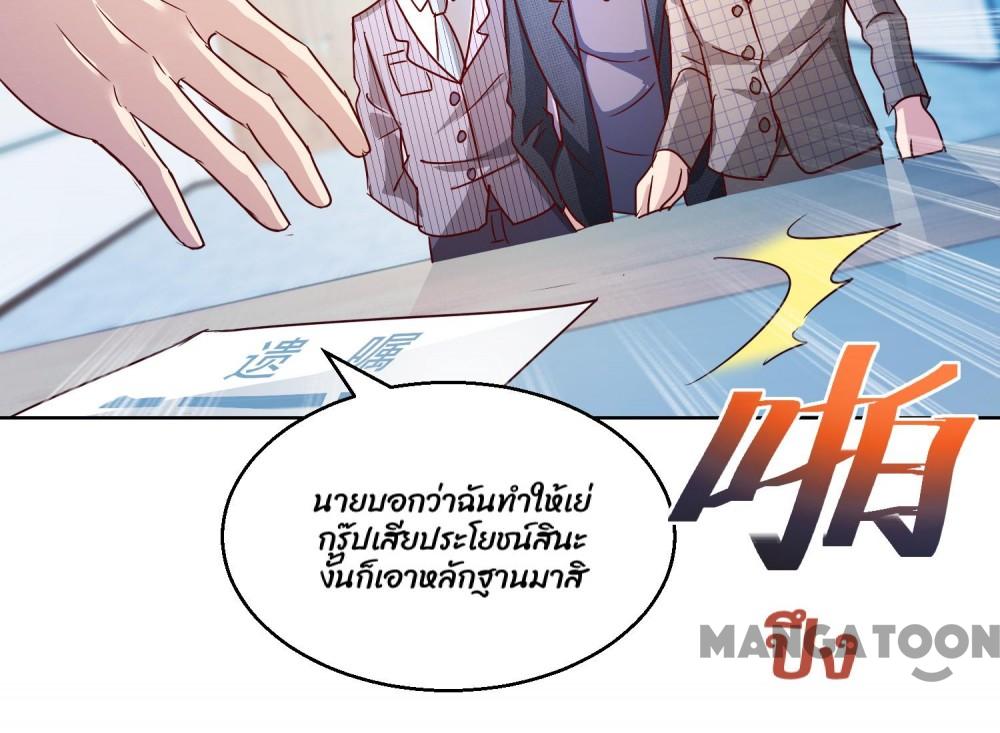 遗嘱
啪
นายบอกว่าฉันทำให้เย่
กรุ๊ปเสียประโยชน์สินะ
งั้นก็เอาหลักฐานมาสิ
ปึง
MANGATOON